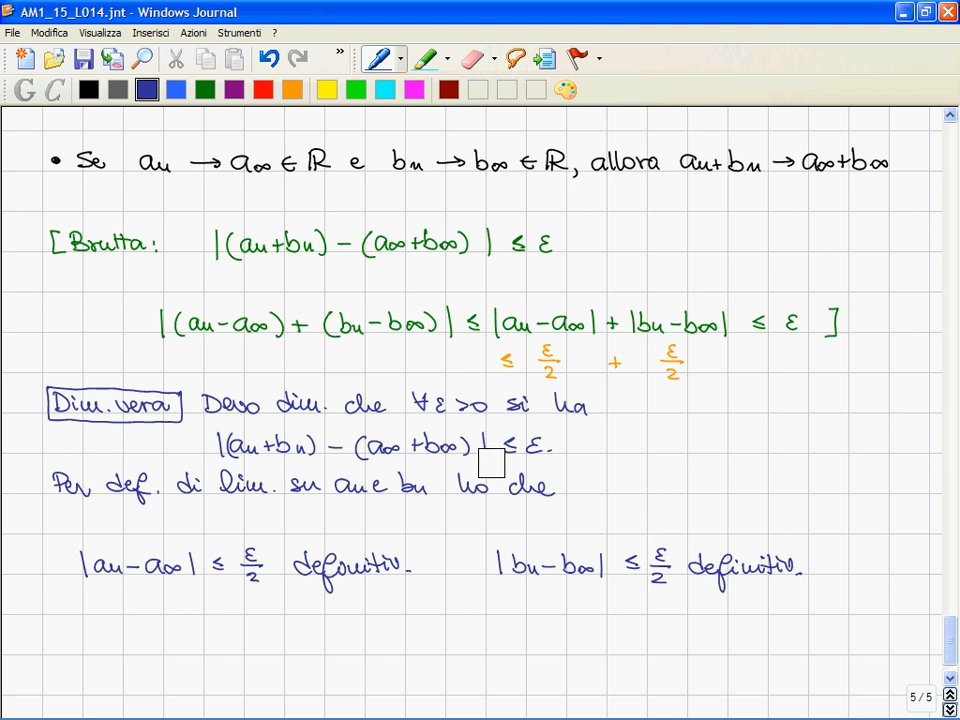 AM1_15_L014.jnt - Windows Journal
File Modifica Visualizza Inserisci Azioni Strumenti ?
• Se an → a∞ ∈ ℝ e bn → b∞ ∈ ℝ, allora an+bn → a∞+b∞
[Brutta: |(an+bn) - (a∞+b∞)| ≤ ε
|(an-a∞) + (bn-b∞)| ≤ |an-a∞| + |bn-b∞| ≤ ε ]
≤ ε/2 + ε/2
Dim. vera Devo dim. che ∀ε>0 si ha
|(an+bn) - (a∞+b∞)| ≤ ε.
Per def. di lim. su an e bn ho che
|an-a∞| ≤ ε/2 definitiv. |bn-b∞| ≤ ε/2 definitiv.
5 / 5